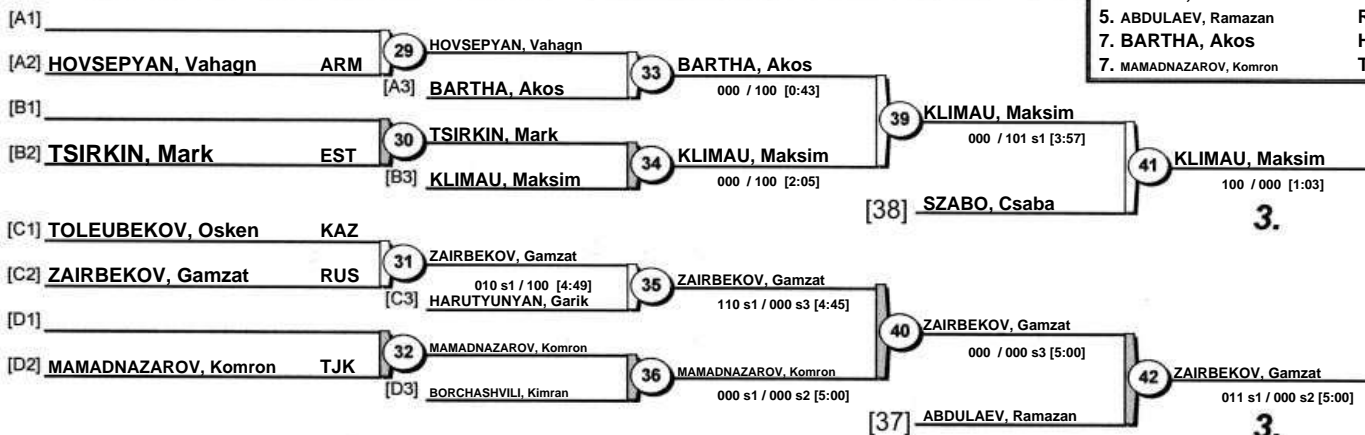 5. ABDULAEV, Ramazan
7. BARTHA, Akos
7. MAMADNAZAROV, Komron
[A1]
[A2] HOVSEPYAN, Vahagn ARM
29
HOVSEPYAN, Vahagn
[A3] BARTHA, Akos
33
BARTHA, Akos
000 / 100 [0:43]
[B1]
[B2] TSIRKIN, Mark EST
30
TSIRKIN, Mark
[B3] KLIMAU, Maksim
34
KLIMAU, Maksim
000 / 100 [2:05]
39
KLIMAU, Maksim
000 / 101 s1 [3:57]
[38] SZABO, Csaba
41
KLIMAU, Maksim
100 / 000 [1:03]
3.
[C1] TOLEUBEKOV, Osken KAZ
[C2] ZAIRBEKOV, Gamzat RUS
31
ZAIRBEKOV, Gamzat
010 s1 / 100 [4:49]
[C3] HARUTYUNYAN, Garik
35
ZAIRBEKOV, Gamzat
110 s1 / 000 s3 [4:45]
[D1]
[D2] MAMADNAZAROV, Komron TJK
32
MAMADNAZAROV, Komron
[D3] BORCHASHVILI, Kimran
36
MAMADNAZAROV, Komron
000 s1 / 000 s2 [5:00]
40
ZAIRBEKOV, Gamzat
000 / 000 s3 [5:00]
[37] ABDULAEV, Ramazan
42
ZAIRBEKOV, Gamzat
011 s1 / 000 s2 [5:00]
3.